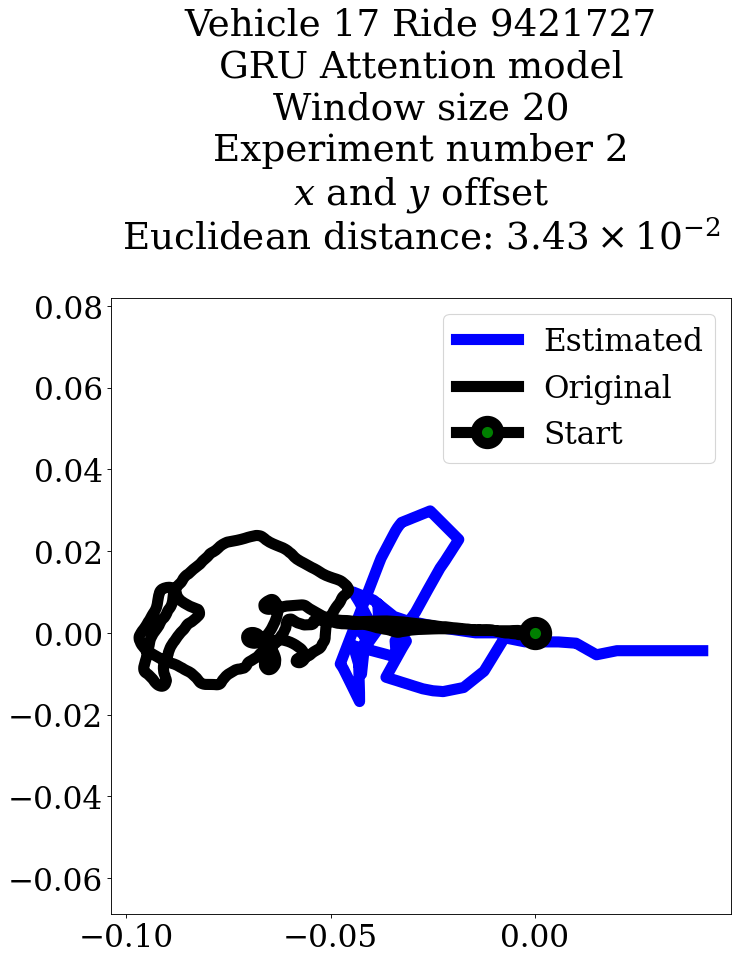 Vehicle 17 Ride 9421727
GRU Attention model
Window size 20
Experiment number 2
x and y offset
Euclidean distance: 3.43 × 10⁻²
0.08
Estimated
0.06
Original
0.04
Start
0.02
0.00
−0.02
−0.04
−0.06
−0.10 −0.05 0.00